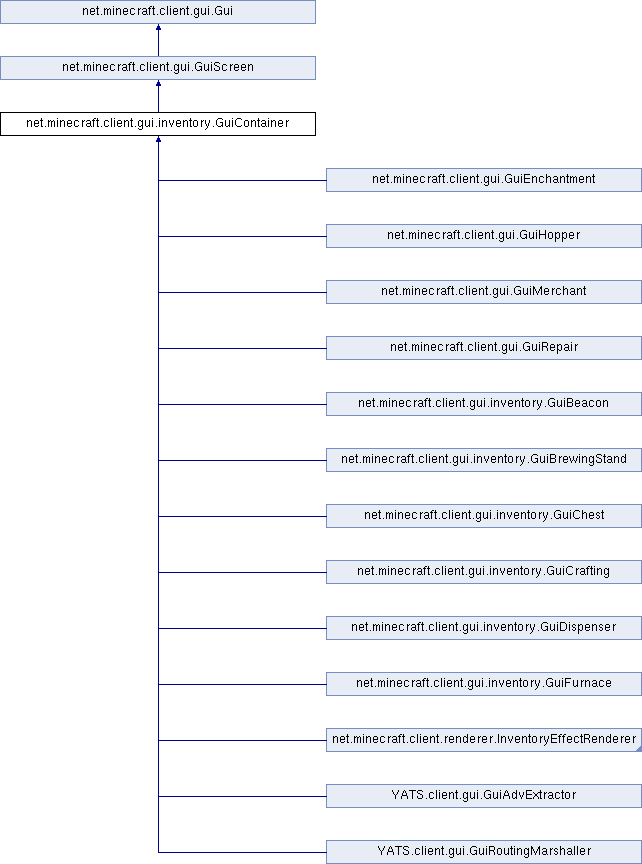 net.minecraft.client.gui.Gui
net.minecraft.client.gui.GuiScreen
net.minecraft.client.gui.inventory.GuiContainer
net.minecraft.client.gui.GuiEnchantment
net.minecraft.client.gui.GuiHopper
net.minecraft.client.gui.GuiMerchant
net.minecraft.client.gui.GuiRepair
net.minecraft.client.gui.inventory.GuiBeacon
net.minecraft.client.gui.inventory.GuiBrewingStand
net.minecraft.client.gui.inventory.GuiChest
net.minecraft.client.gui.inventory.GuiCrafting
net.minecraft.client.gui.inventory.GuiDispenser
net.minecraft.client.gui.inventory.GuiFurnace
net.minecraft.client.renderer.InventoryEffectRenderer
YATS.client.gui.GuiAdvExtractor
YATS.client.gui.GuiRoutingMarshaller